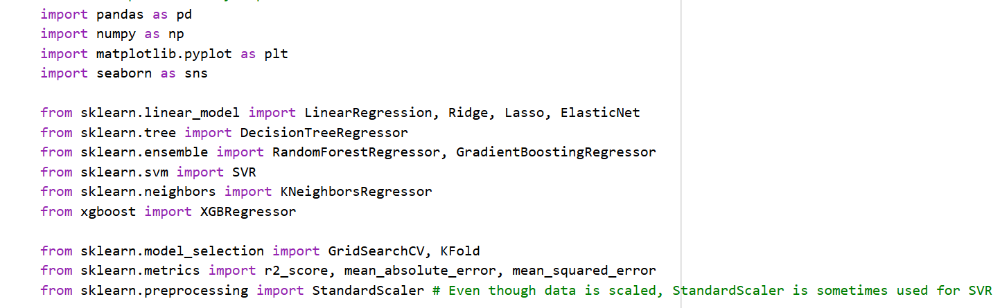 import pandas as pd
import numpy as np
import matplotlib.pyplot as plt
import seaborn as sns
from sklearn.linear_model import LinearRegression, Ridge, Lasso, ElasticNet
from sklearn.tree import DecisionTreeRegressor
from sklearn.ensemble import RandomForestRegressor, GradientBoostingRegressor
from sklearn.svm import SVR
from sklearn.neighbors import KNeighborsRegressor
from xgboost import XGBRegressor
from sklearn.model_selection import GridSearchCV, KFold
from sklearn.metrics import r2_score, mean_absolute_error, mean_squared_error
from sklearn.preprocessing import StandardScaler # Even though data is scaled, StandardScaler is sometimes used for SVR